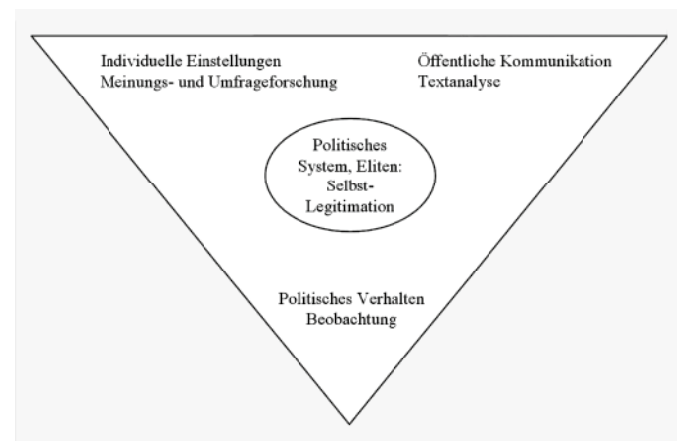 Individuelle Einstellungen
Meinungs- und Umfrageforschung
Öffentliche Kommunikation
Textanalyse
Politisches
System, Eliten:
Selbst-
Legitimation
Politisches Verhalten
Beobachtung